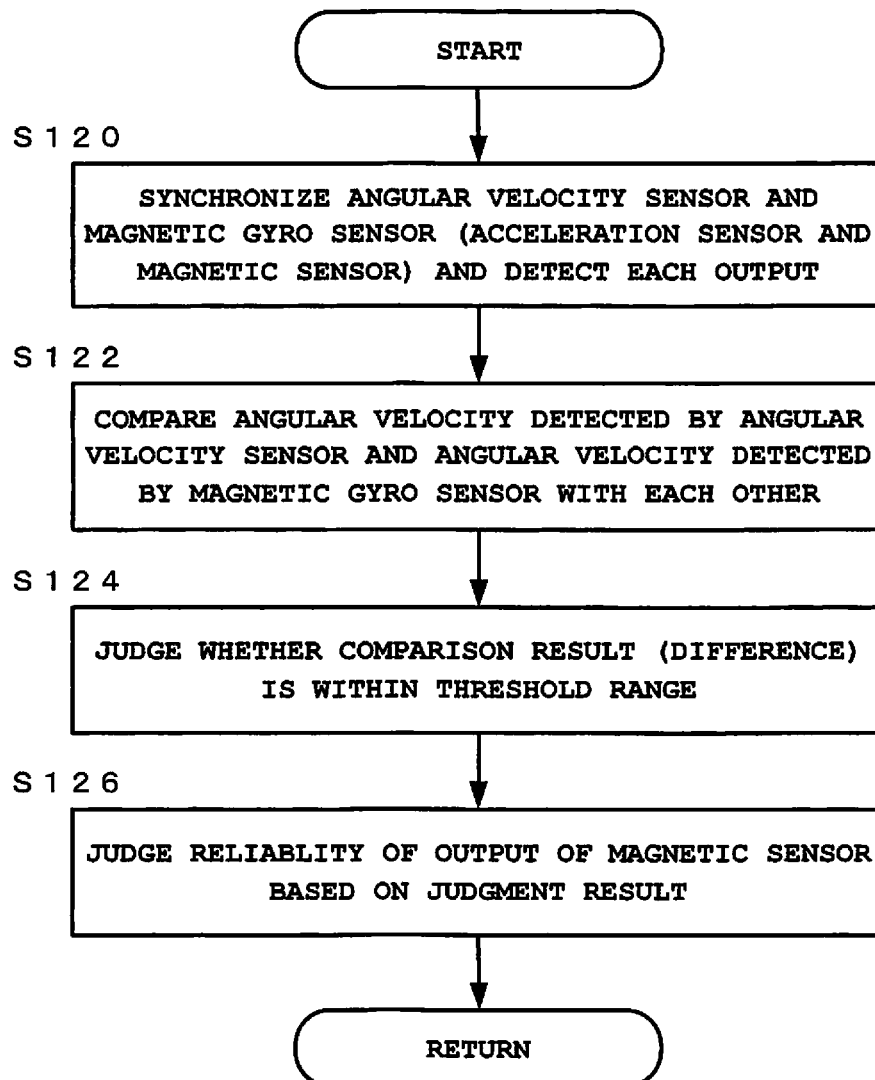 START
S120
SYNCHRONIZE ANGULAR VELOCITY SENSOR AND
MAGNETIC GYRO SENSOR (ACCELERATION SENSOR AND
MAGNETIC SENSOR) AND DETECT EACH OUTPUT
S122
COMPARE ANGULAR VELOCITY DETECTED BY ANGULAR
VELOCITY SENSOR AND ANGULAR VELOCITY DETECTED
BY MAGNETIC GYRO SENSOR WITH EACH OTHER
S124
JUDGE WHETHER COMPARISON RESULT (DIFFERENCE)
IS WITHIN THRESHOLD RANGE
S126
JUDGE RELIABLITY OF OUTPUT OF MAGNETIC SENSOR
BASED ON JUDGMENT RESULT
RETURN